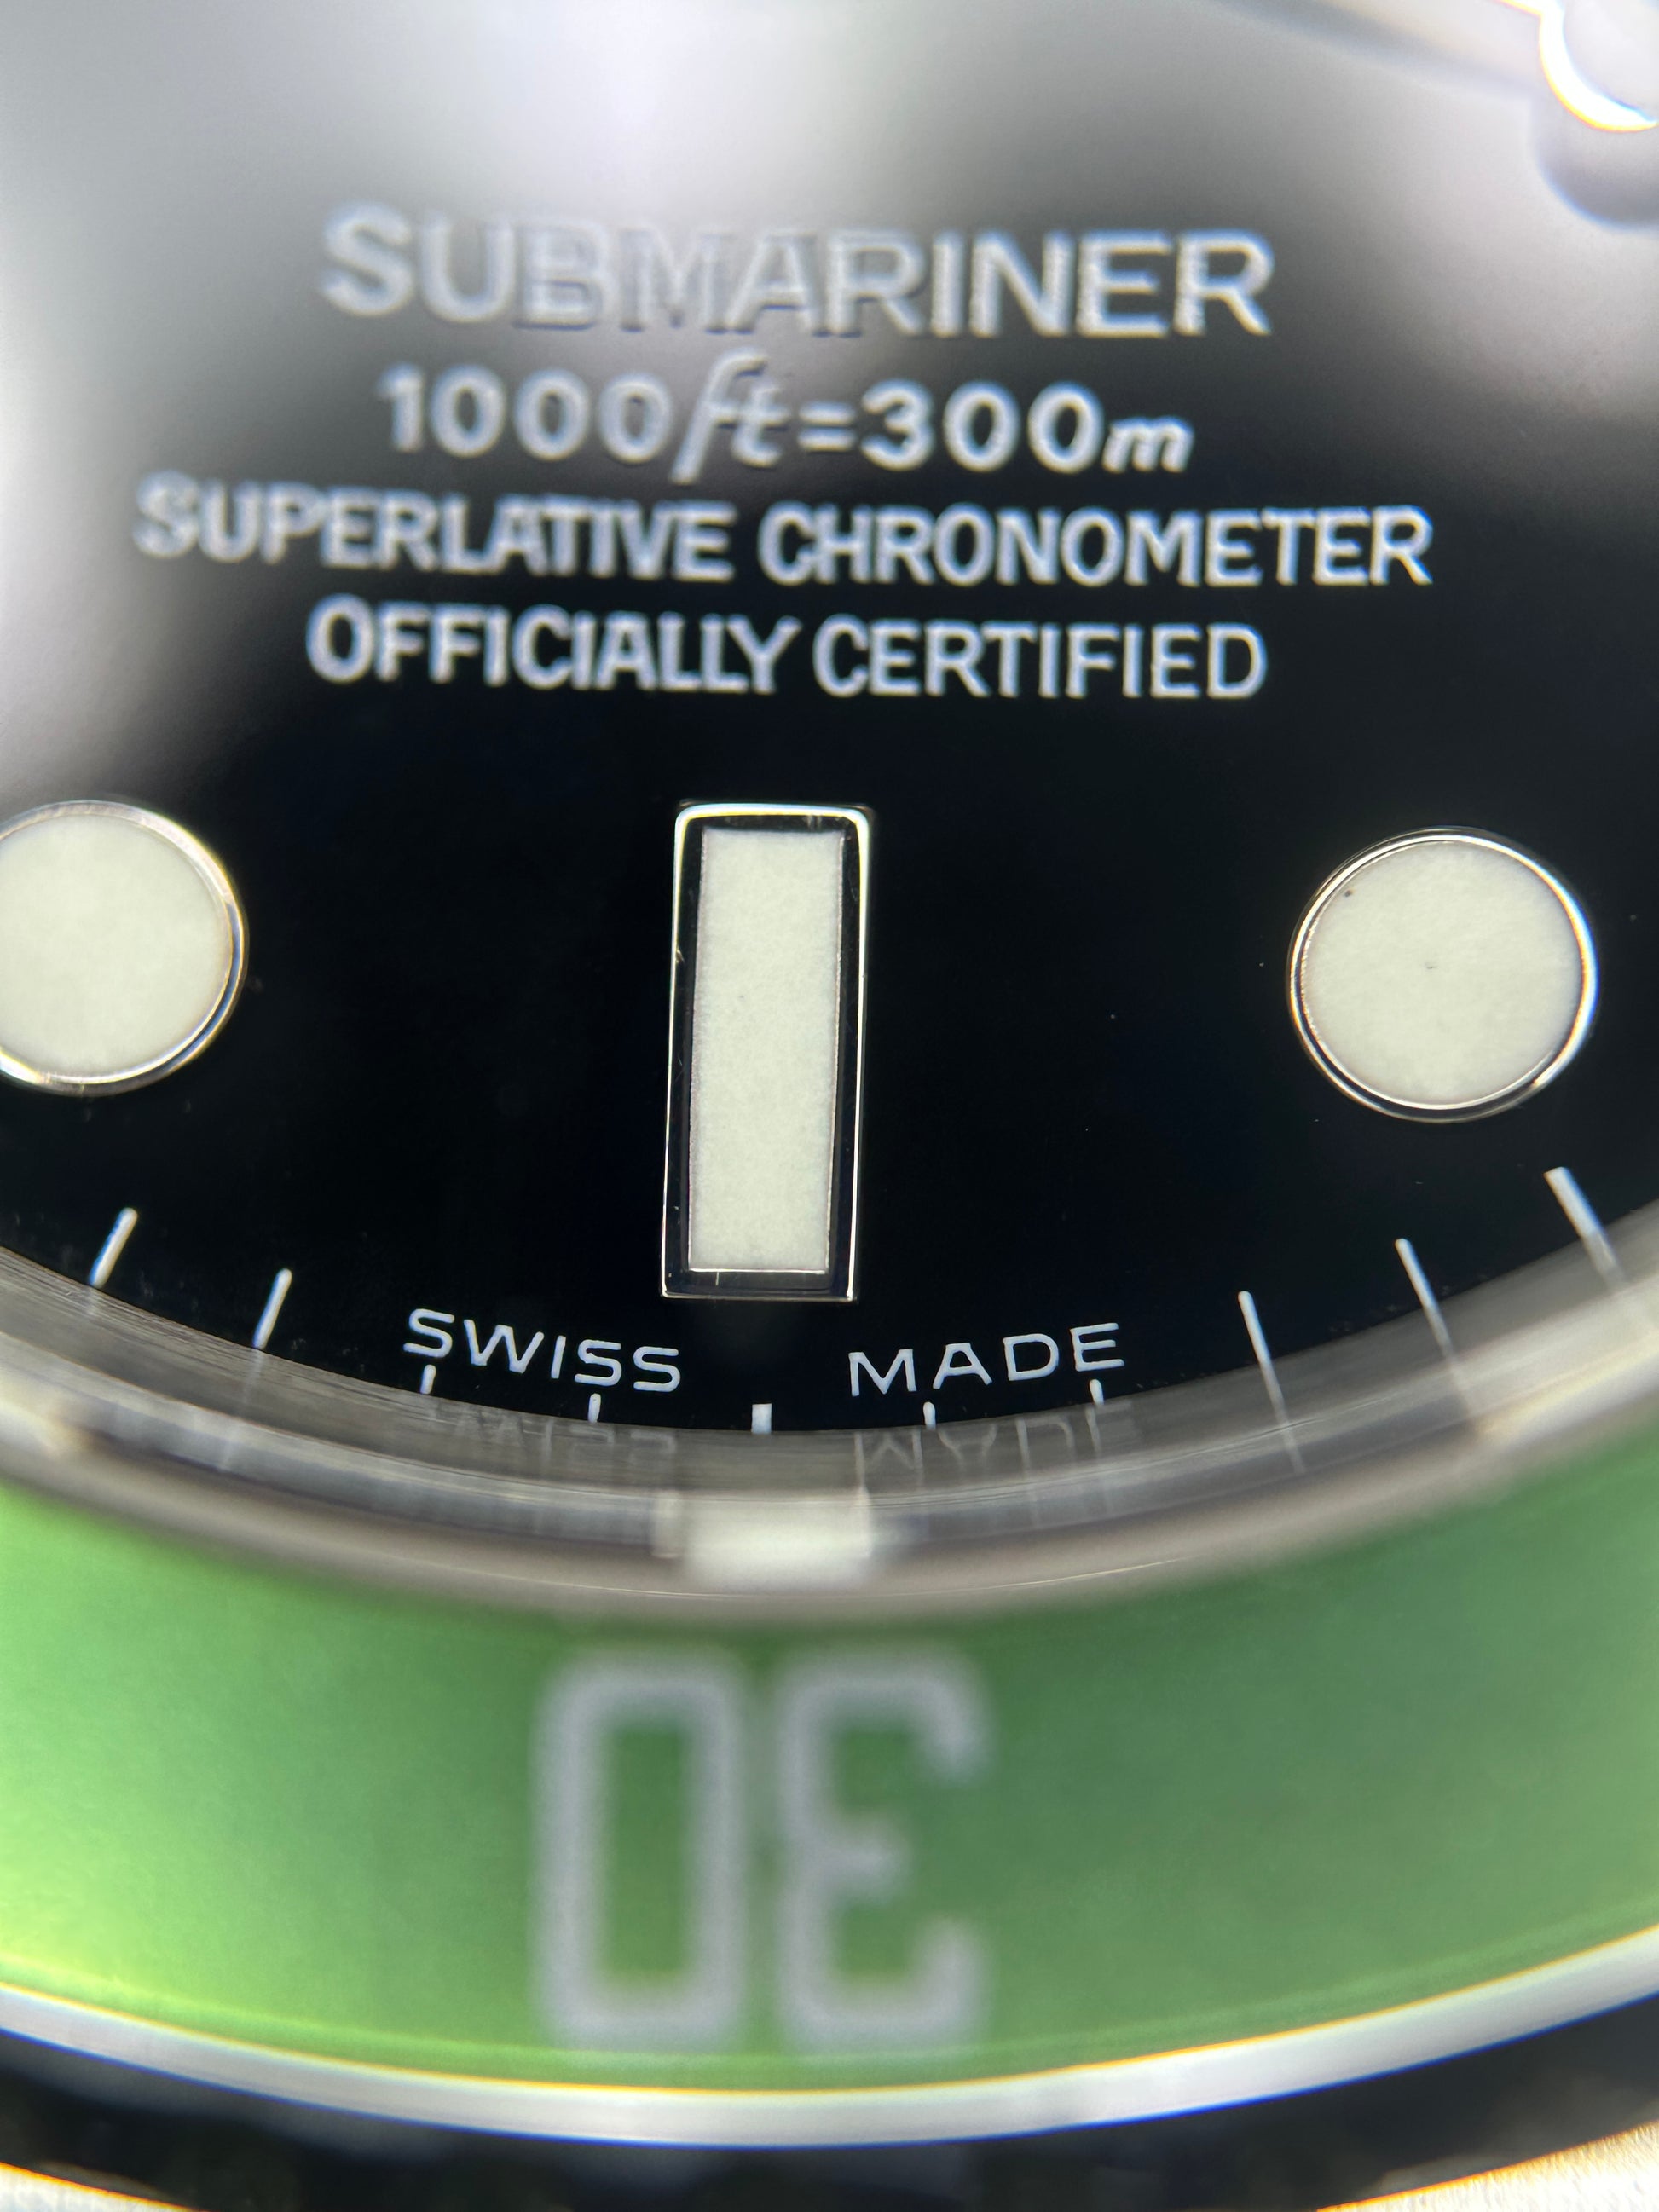 SUBMARINER
1000ft=300m
SUPERLATIVE CHRONOMETER
OFFICIALLY CERTIFIED
SWISS MADE
30